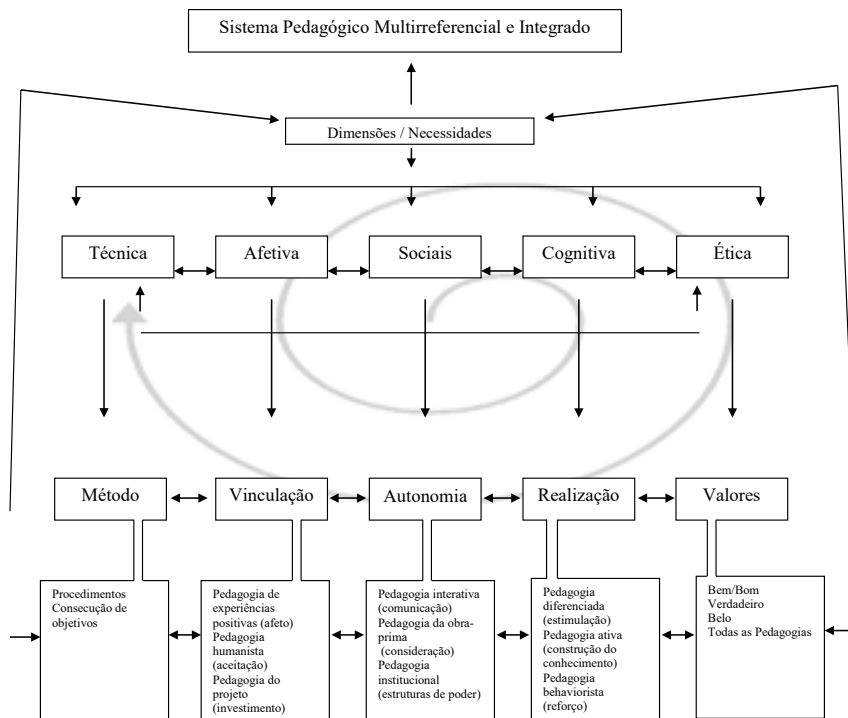 Sistema Pedagógico Multirreferencial e Integrado
Dimensões / Necessidades
Técnica
Afetiva
Sociais
Cognitiva
Ética
Método
Vinculação
Autonomia
Realização
Valores
Procedimentos
Consecução de
objetivos
Pedagogia de
experiências
positivas (afeto)
Pedagogia
humanista
(aceitação)
Pedagogia do
projeto
(investimento)
Pedagogia interativa
(comunicação)
Pedagogia da obra-
prima
(consideração)
Pedagogia
institucional
(estruturas de poder)
Pedagogia
diferenciada
(estimulação)
Pedagogia ativa
(construção do
conhecimento)
Pedagogia
behaviorista
(reforço)
Bem/Bom
Verdadeiro
Belo
Todas as Pedagogias